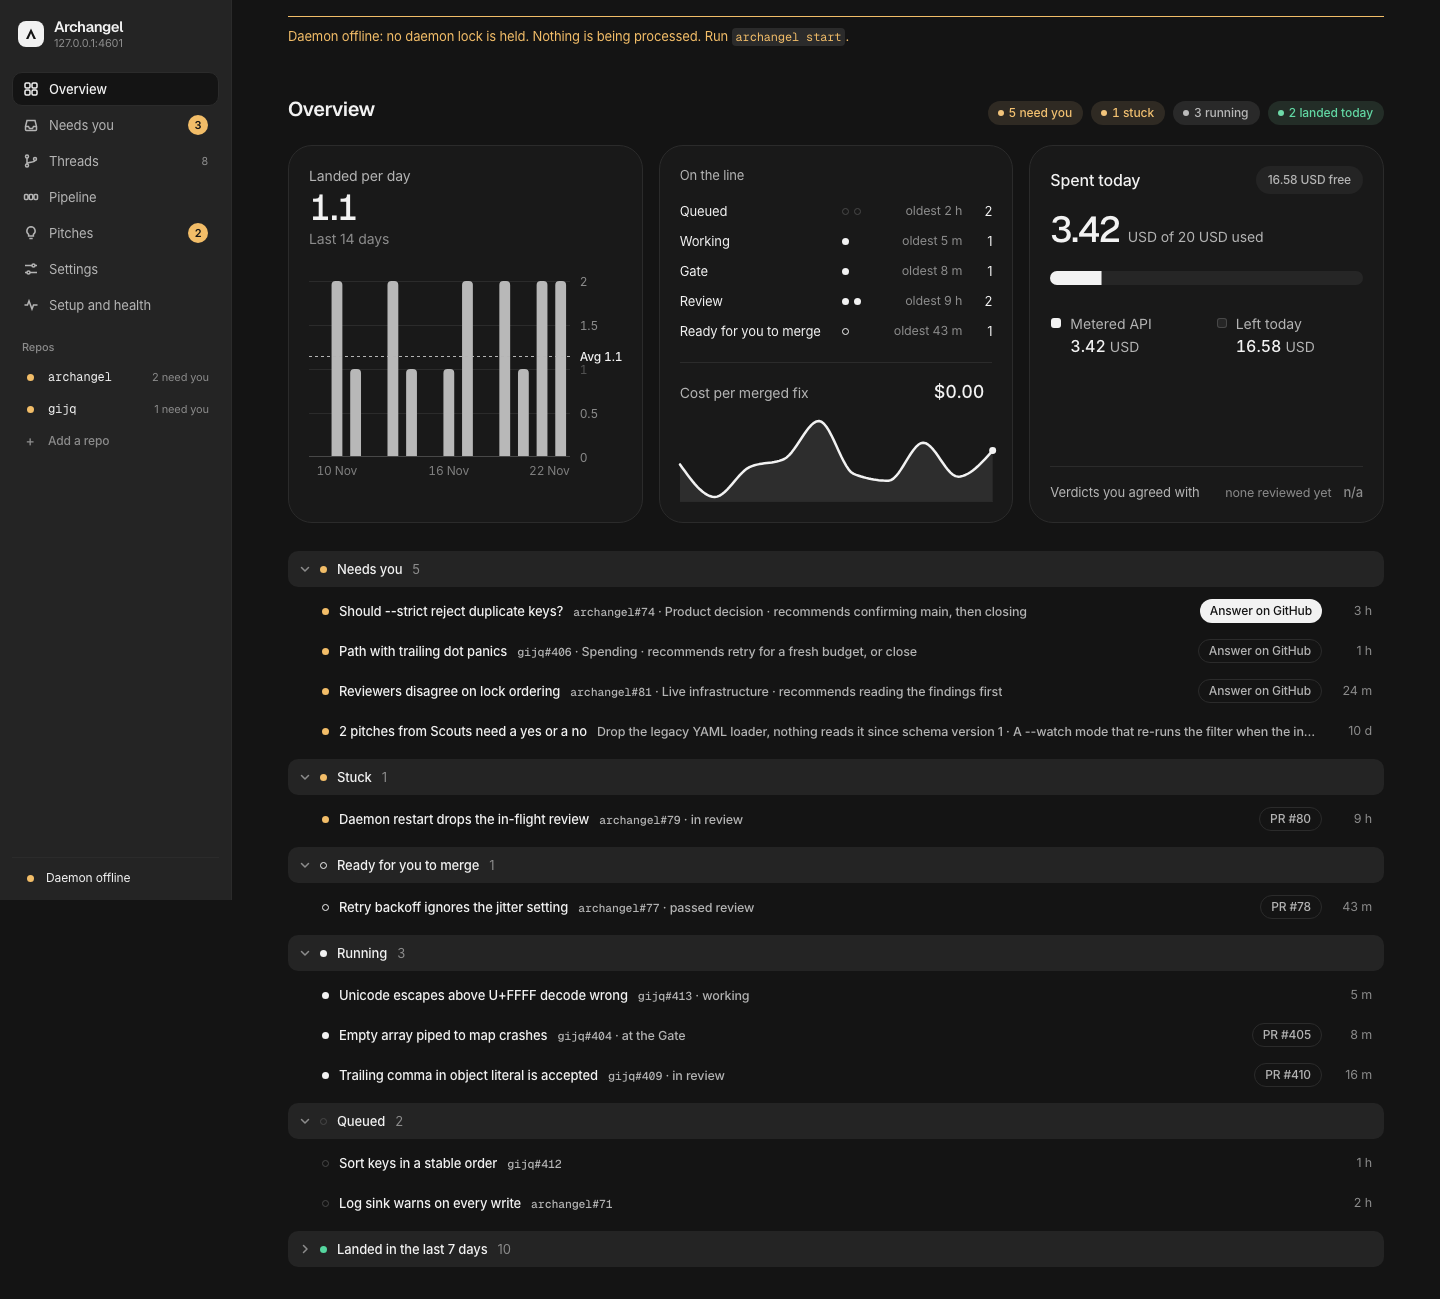 Archangel
127.0.0.1:4601
Overview
Needs you 3
Threads 8
Pipeline
Pitches 2
Settings
Setup and health
Repos
archangel 2 need you
gijq 1 need you
+ Add a repo
Daemon offline
Daemon offline: no daemon lock is held. Nothing is being processed. Run archangel start.
Overview
5 need you 1 stuck 3 running 2 landed today
Landed per day
1.1
Last 14 days
2
1.5
Avg 1.1
1
0.5
0
10 Nov 16 Nov 22 Nov
On the line
Queued oldest 2 h 2
Working oldest 5 m 1
Gate oldest 8 m 1
Review oldest 9 h 2
Ready for you to merge oldest 43 m 1
Cost per merged fix $0.00
Spent today 16.58 USD free
3.42 USD of 20 USD used
Metered API Left today
3.42 USD 16.58 USD
Verdicts you agreed with none reviewed yet n/a
Needs you 5
Should --strict reject duplicate keys? archangel#74 · Product decision · recommends confirming main, then closing Answer on GitHub 3 h
Path with trailing dot panics gijq#406 · Spending · recommends retry for a fresh budget, or close Answer on GitHub 1 h
Reviewers disagree on lock ordering archangel#81 · Live infrastructure · recommends reading the findings first Answer on GitHub 24 m
2 pitches from Scouts need a yes or a no Drop the legacy YAML loader, nothing reads it since schema version 1 · A --watch mode that re-runs the filter when the in... 10 d
Stuck 1
Daemon restart drops the in-flight review archangel#79 · in review PR #80 9 h
Ready for you to merge 1
Retry backoff ignores the jitter setting archangel#77 · passed review PR #78 43 m
Running 3
Unicode escapes above U+FFFF decode wrong gijq#413 · working 5 m
Empty array piped to map crashes gijq#404 · at the Gate PR #405 8 m
Trailing comma in object literal is accepted gijq#409 · in review PR #410 16 m
Queued 2
Sort keys in a stable order gijq#412 1 h
Log sink warns on every write archangel#71 2 h
Landed in the last 7 days 10